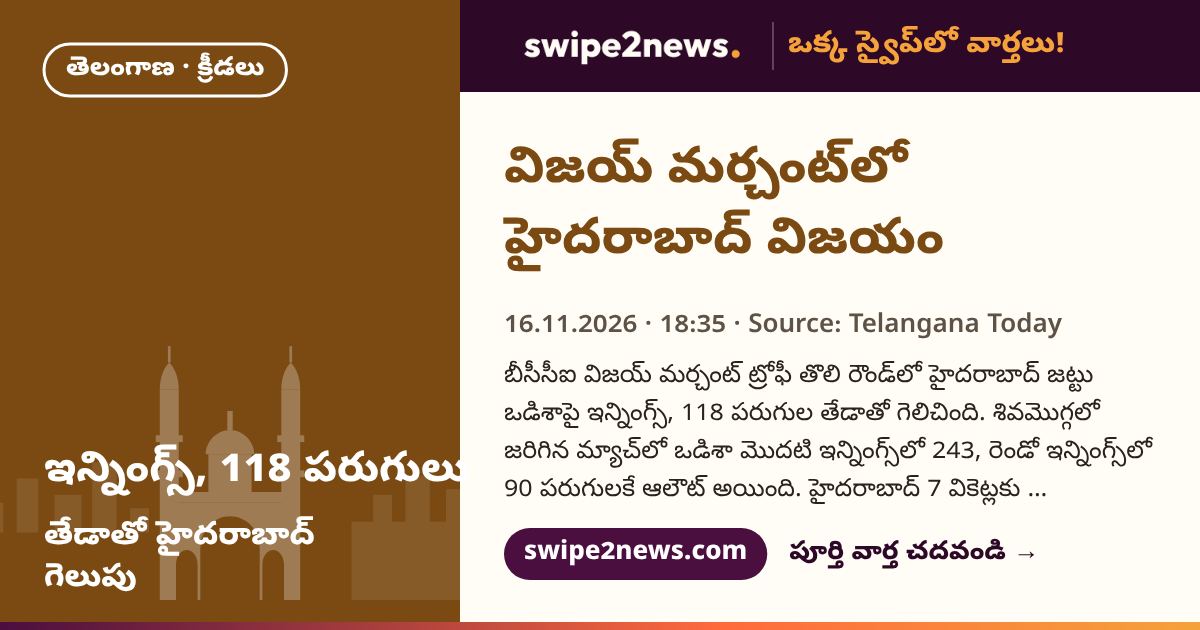 తెలంగాణ · క్రీడలు
ఇన్నింగ్స్, 118 పరుగులు
తేడాతో హైదరాబాద్
గెలుపు
swipe2news.
ఒక్క స్వైప్‌లో వార్తలు!
విజయ్ మర్చంట్‌లో
హైదరాబాద్ విజయం
16.11.2026 · 18:35 · Source: Telangana Today
బీసీసీఐ విజయ్ మర్చంట్ ట్రోఫీ తొలి రౌండ్‌లో హైదరాబాద్ జట్టు
ఒడిశాపై ఇన్నింగ్స్, 118 పరుగుల తేడాతో గెలిచింది. శివమొగ్గలో
జరిగిన మ్యాచ్‌లో ఒడిశా మొదటి ఇన్నింగ్స్‌లో 243, రెండో ఇన్నింగ్స్‌లో
90 పరుగులకే ఆలౌట్ అయింది. హైదరాబాద్ 7 వికెట్లకు ...
swipe2news.com
పూర్తి వార్త చదవండి →